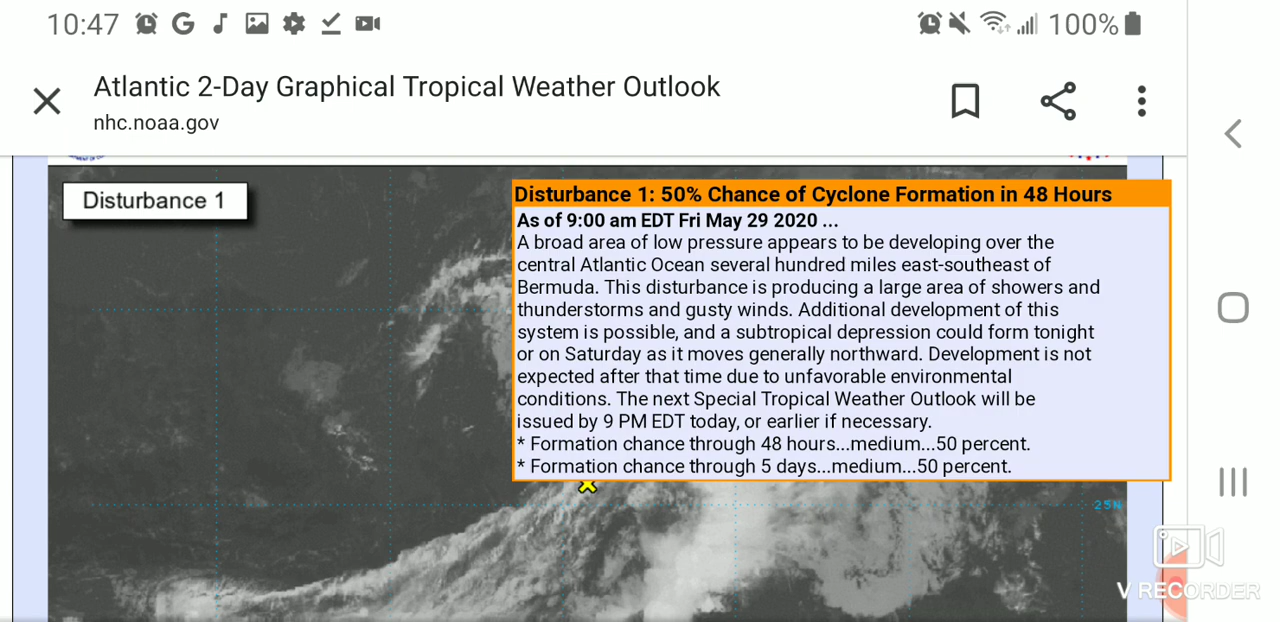 10:47
100%
Atlantic 2-Day Graphical Tropical Weather Outlook
nhc.noaa.gov
Disturbance 1
Disturbance 1: 50% Chance of Cyclone Formation in 48 Hours
As of 9:00 am EDT Fri May 29 2020 ...
A broad area of low pressure appears to be developing over the
central Atlantic Ocean several hundred miles east-southeast of
Bermuda. This disturbance is producing a large area of showers and
thunderstorms and gusty winds. Additional development of this
system is possible, and a subtropical depression could form tonight
or on Saturday as it moves generally northward. Development is not
expected after that time due to unfavorable environmental
conditions. The next Special Tropical Weather Outlook will be
issued by 9 PM EDT today, or earlier if necessary.
* Formation chance through 48 hours...medium...50 percent.
* Formation chance through 5 days...medium...50 percent.
25N
V RECORDER